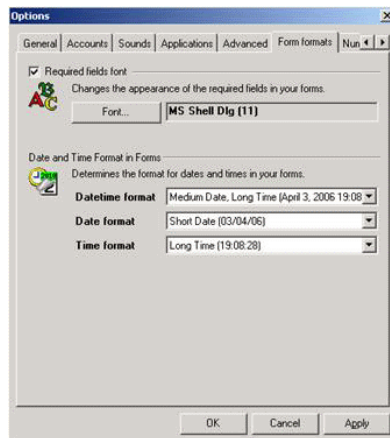 Options
General Accounts Sounds Applications Advanced Form formats Nun
Required fields font
Changes the appearance of the required fields in your forms.
Font... MS Shell Dlg (11)
Date and Time Format in Forms
Determines the format for dates and times in your forms.
Datetime format Medium Date, Long Time (April 3, 2006 19:08
Date format Short Date (03/04/06)
Time format Long Time (19:08:28)
OK Cancel Apply